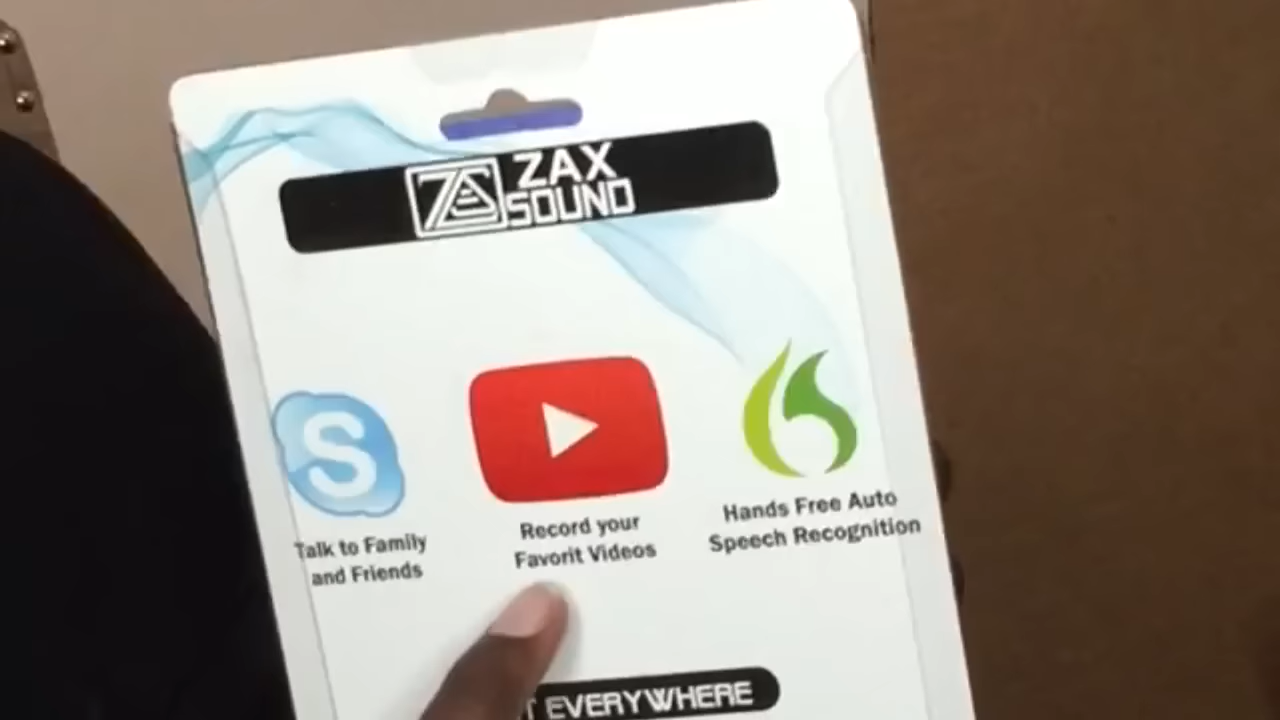 ZAX
SOUND
S
Talk to Family
and Friends
Record your
Favorit Videos
Hands Free Auto
Speech Recognition
EVERYWHERE